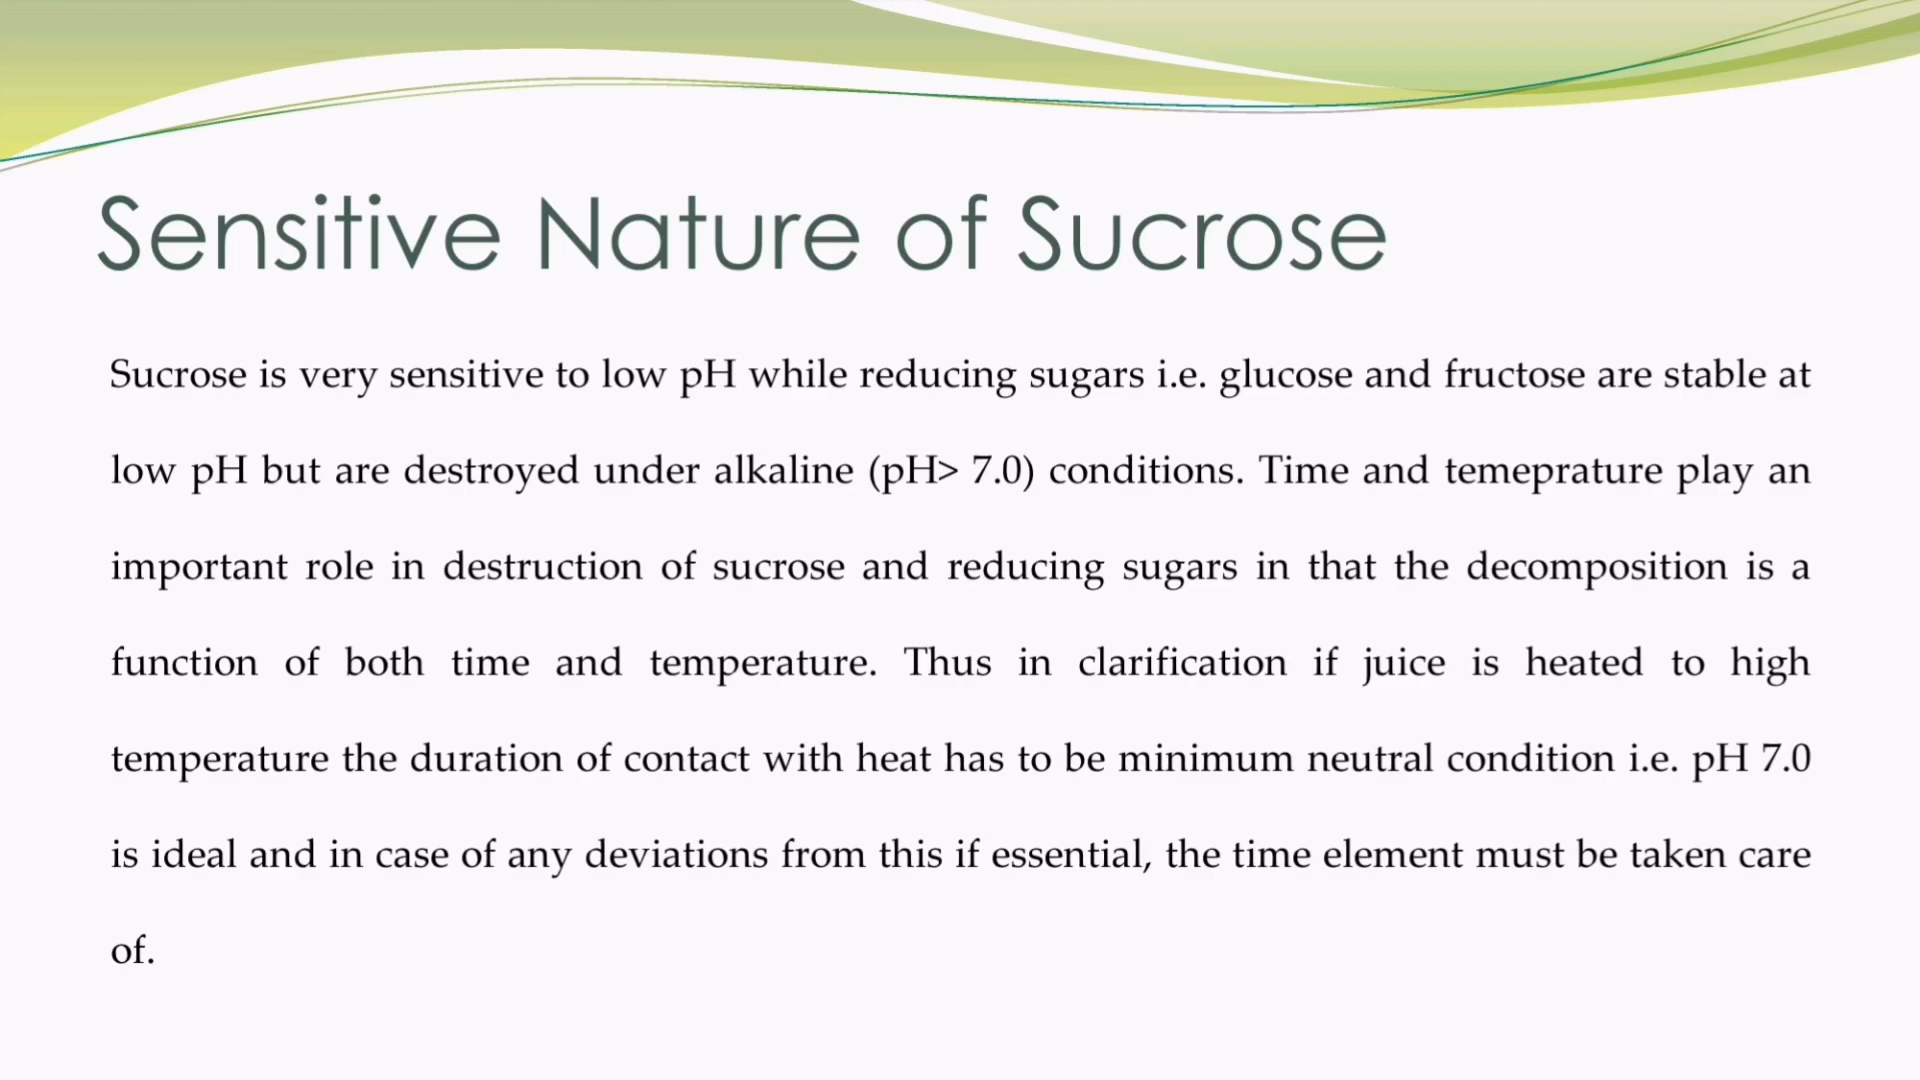 Sensitive Nature of Sucrose
Sucrose is very sensitive to low pH while reducing sugars i.e. glucose and fructose are stable at
low pH but are destroyed under alkaline (pH> 7.0) conditions. Time and temeprature play an
important role in destruction of sucrose and reducing sugars in that the decomposition is a
function of both time and temperature. Thus in clarification if juice is heated to high
temperature the duration of contact with heat has to be minimum neutral condition i.e. pH 7.0
is ideal and in case of any deviations from this if essential, the time element must be taken care
of.